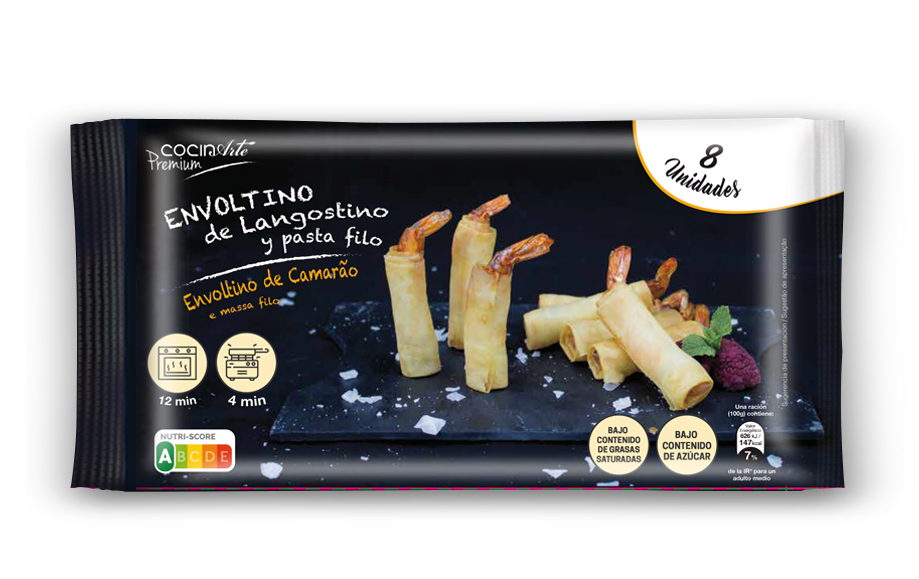 COCINArte
Premium
8
Unidades
ENVOLTINO
de Langostino
y pasta filo
Envoltino de Camarão
e massa filo
12 min
4 min
NUTRI-SCORE
A B C D E
BAJO
CONTENIDO
DE GRASAS
SATURADAS
BAJO
CONTENIDO
DE AZÚCAR
Una ración
(100g) contiene:
Valor
Energético
626 kJ/
147kcal
7%
de la IR* para un
adulto medio
Sugerencia de presentación / Sugestão de apresentação